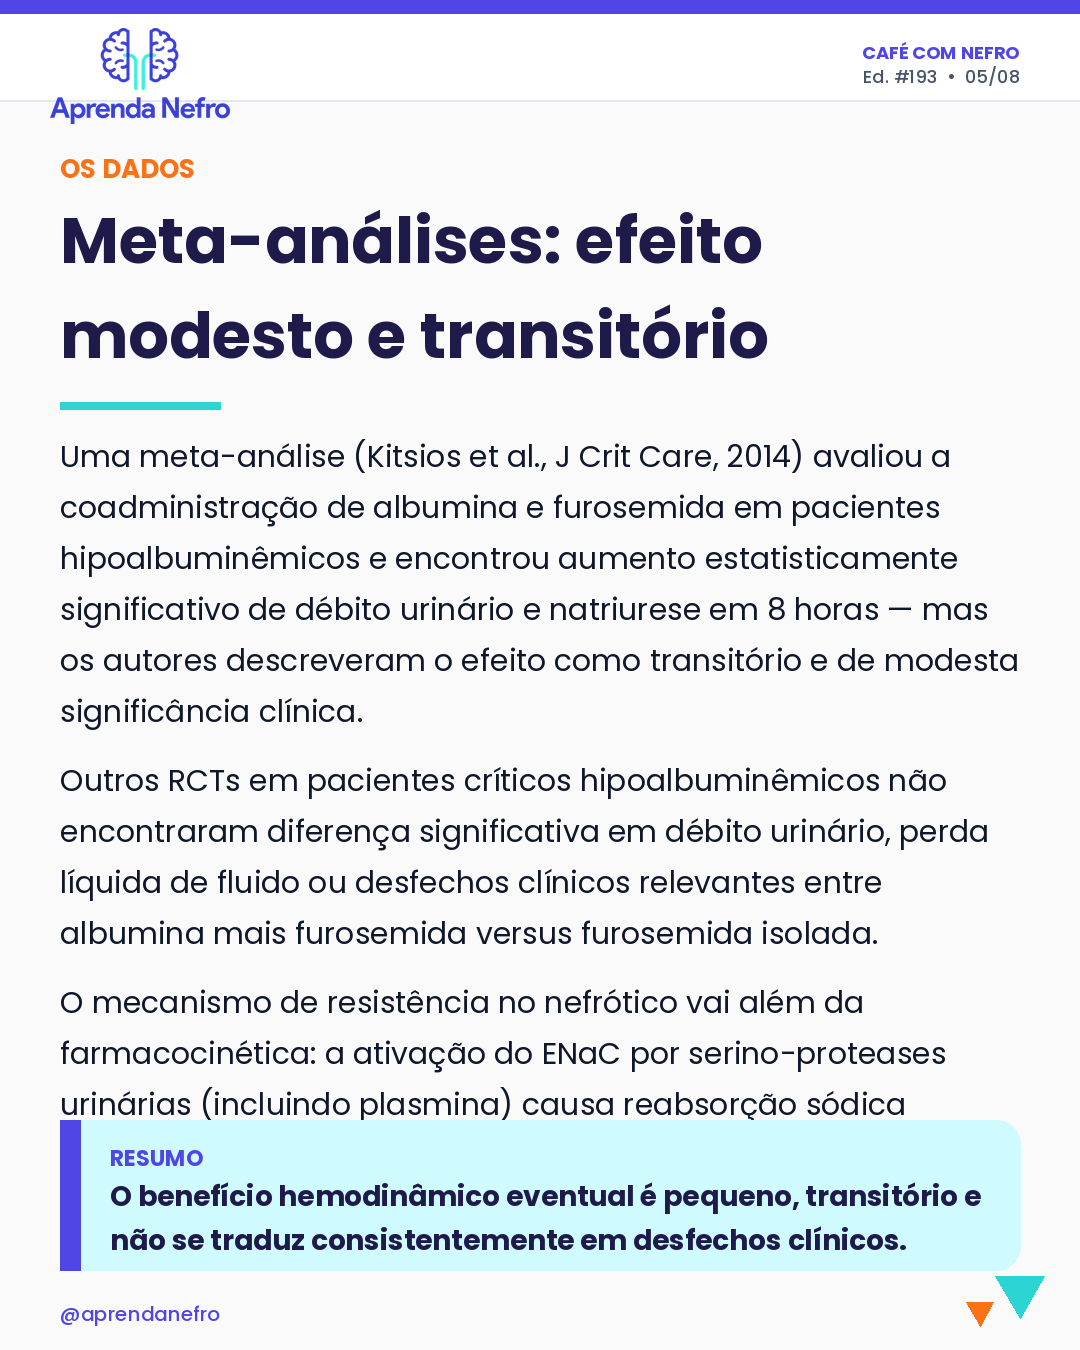 Aprenda Nefro
CAFÉ COM NEFRO
Ed. #193 • 05/08
OS DADOS
Meta-análises: efeito
modesto e transitório
Uma meta-análise (Kitsios et al., J Crit Care, 2014) avaliou a
coadministração de albumina e furosemida em pacientes
hipoalbuminêmicos e encontrou aumento estatisticamente
significativo de débito urinário e natriurese em 8 horas — mas
os autores descreveram o efeito como transitório e de modesta
significância clínica.
Outros RCTs em pacientes críticos hipoalbuminêmicos não
encontraram diferença significativa em débito urinário, perda
líquida de fluido ou desfechos clínicos relevantes entre
albumina mais furosemida versus furosemida isolada.
O mecanismo de resistência no nefrótico vai além da
farmacocinética: a ativação do ENaC por serino-proteases
urinárias (incluindo plasmina) causa reabsorção sódica
RESUMO
O benefício hemodinâmico eventual é pequeno, transitório e
não se traduz consistentemente em desfechos clínicos.
@aprendanefro